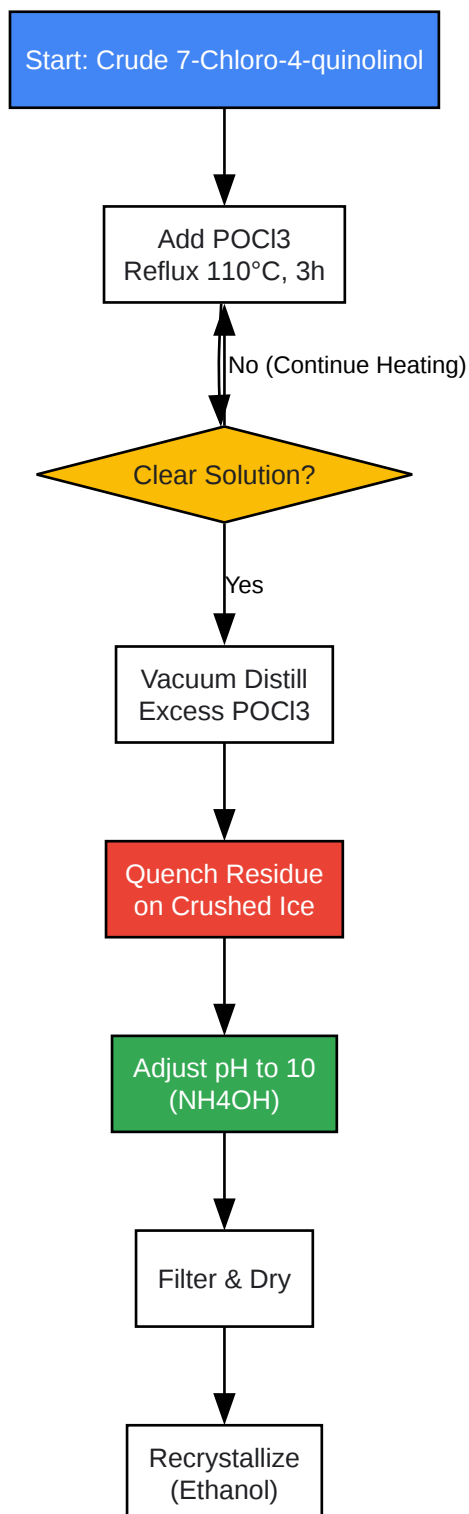 Start: Crude 7-Chloro-4-quinolinol
Add POCl3
Reflux 110°C, 3h
No (Continue Heating)
Clear Solution?
Yes
Vacuum Distill
Excess POCl3
Quench Residue
on Crushed Ice
Adjust pH to 10
(NH4OH)
Filter & Dry
Recrystallize
(Ethanol)